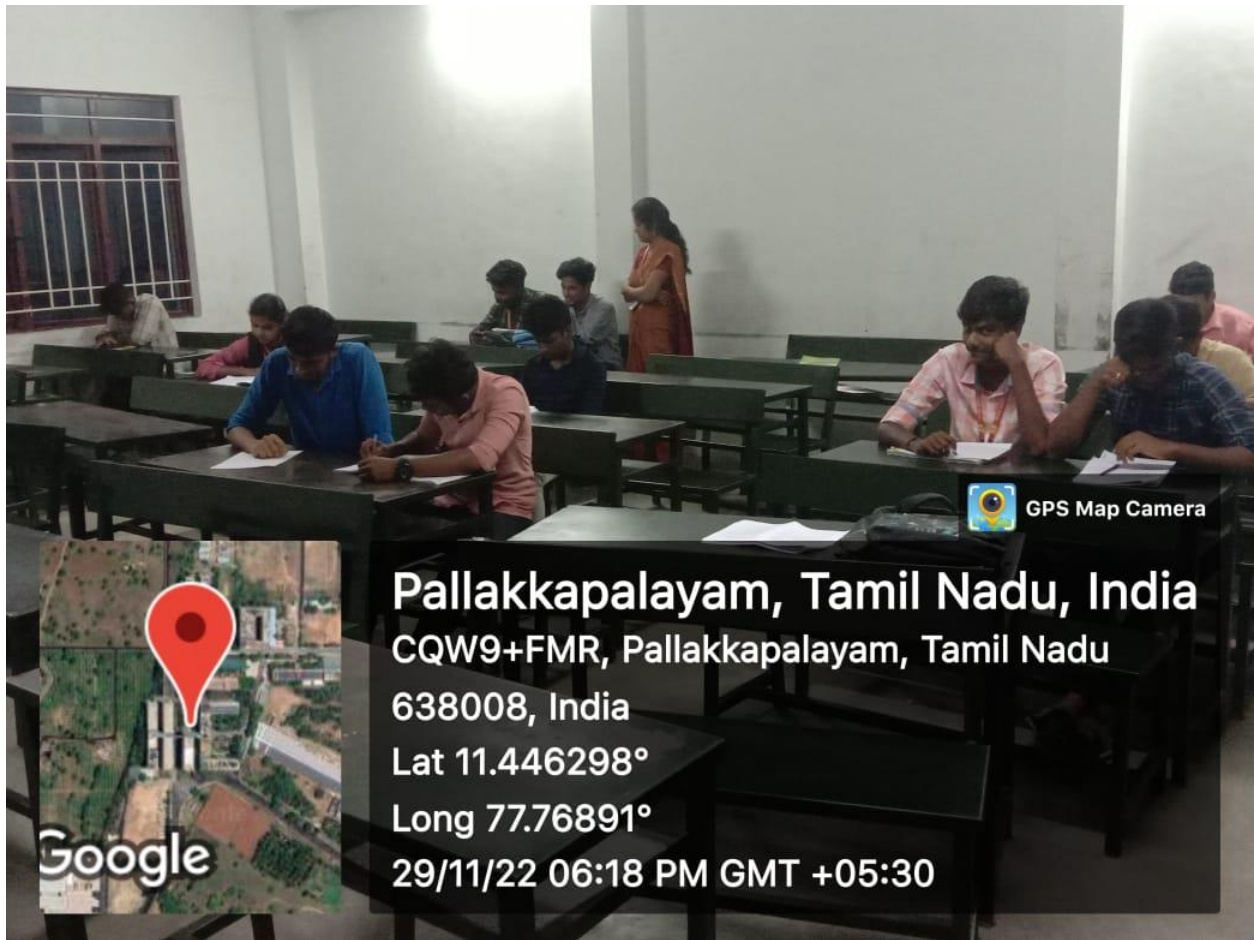 GPS Map Camera
Pallakkapalayam, Tamil Nadu, India
CQW9+FMR, Pallakkapalayam, Tamil Nadu
638008, India
Lat 11.446298°
Long 77.76891°
29/11/22 06:18 PM GMT +05:30
Google